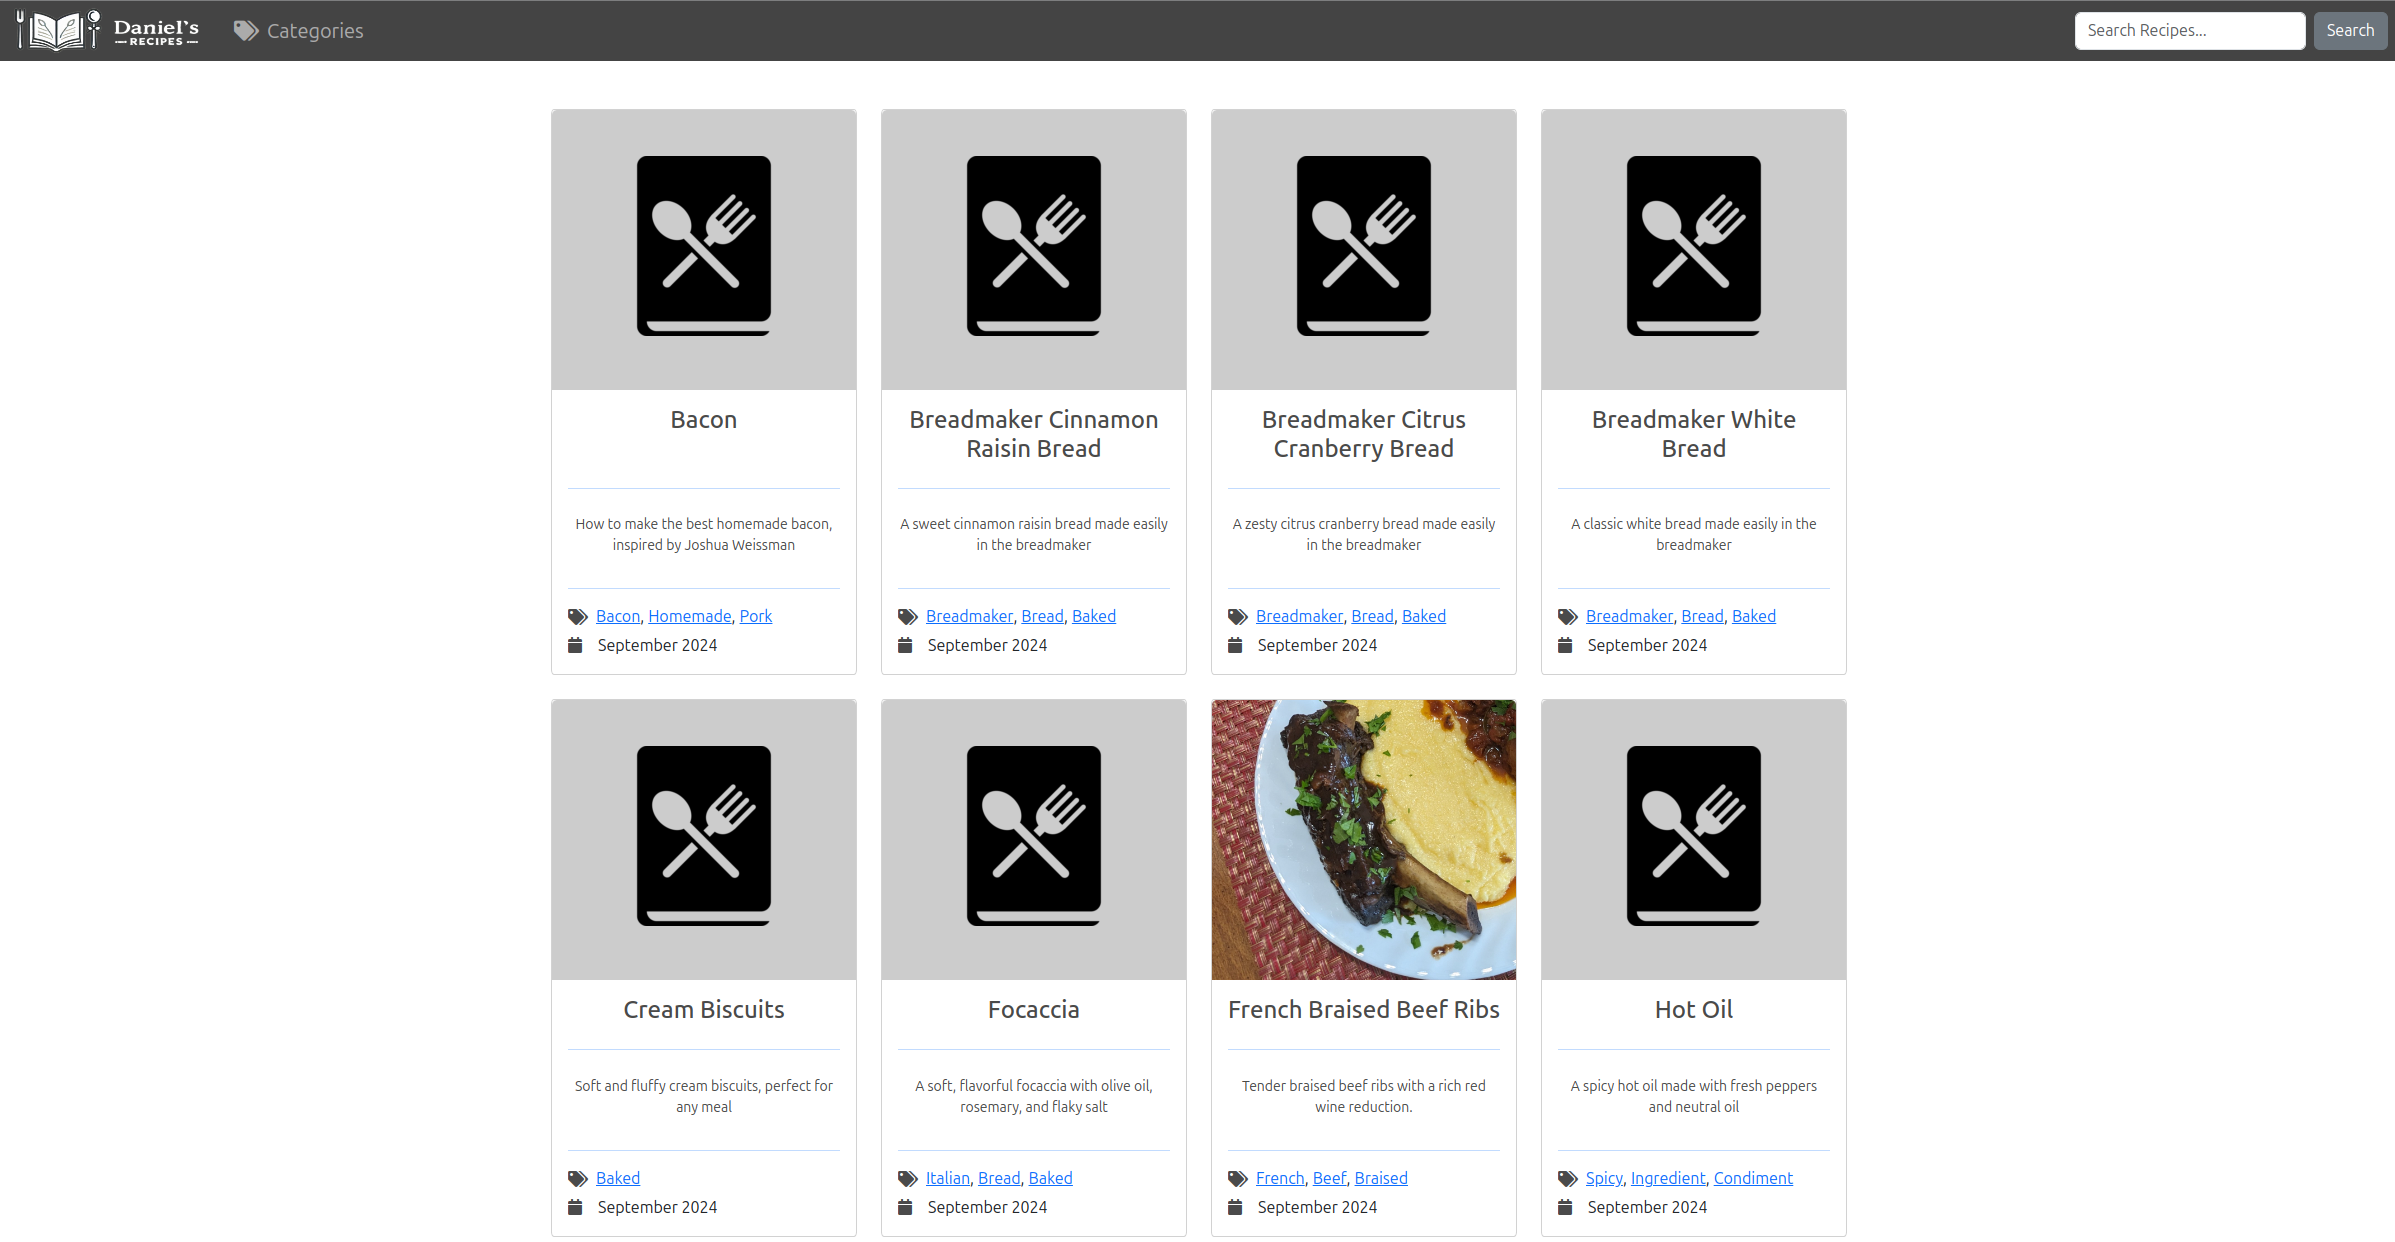 Daniel's
RECIPES
Categories
Search Recipes...
Search
Bacon
How to make the best homemade bacon,
inspired by Joshua Weissman
Bacon, Homemade, Pork
September 2024
Breadmaker Cinnamon
Raisin Bread
A sweet cinnamon raisin bread made easily
in the breadmaker
Breadmaker, Bread, Baked
September 2024
Breadmaker Citrus
Cranberry Bread
A zesty citrus cranberry bread made easily
in the breadmaker
Breadmaker, Bread, Baked
September 2024
Breadmaker White
Bread
A classic white bread made easily in the
breadmaker
Breadmaker, Bread, Baked
September 2024
Cream Biscuits
Soft and fluffy cream biscuits, perfect for
any meal
Baked
September 2024
Focaccia
A soft, flavorful focaccia with olive oil,
rosemary, and flaky salt
Italian, Bread, Baked
September 2024
French Braised Beef Ribs
Tender braised beef ribs with a rich red
wine reduction.
French, Beef, Braised
September 2024
Hot Oil
A spicy hot oil made with fresh peppers
and neutral oil
Spicy, Ingredient, Condiment
September 2024